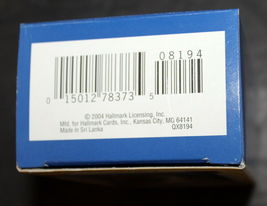 08194
0 15012 78373 5
© 2004 Hallmark Licensing, Inc.
Mfd. for Hallmark Cards, Inc., Kansas City, MO 64141
Made in Sri Lanka
QX8194